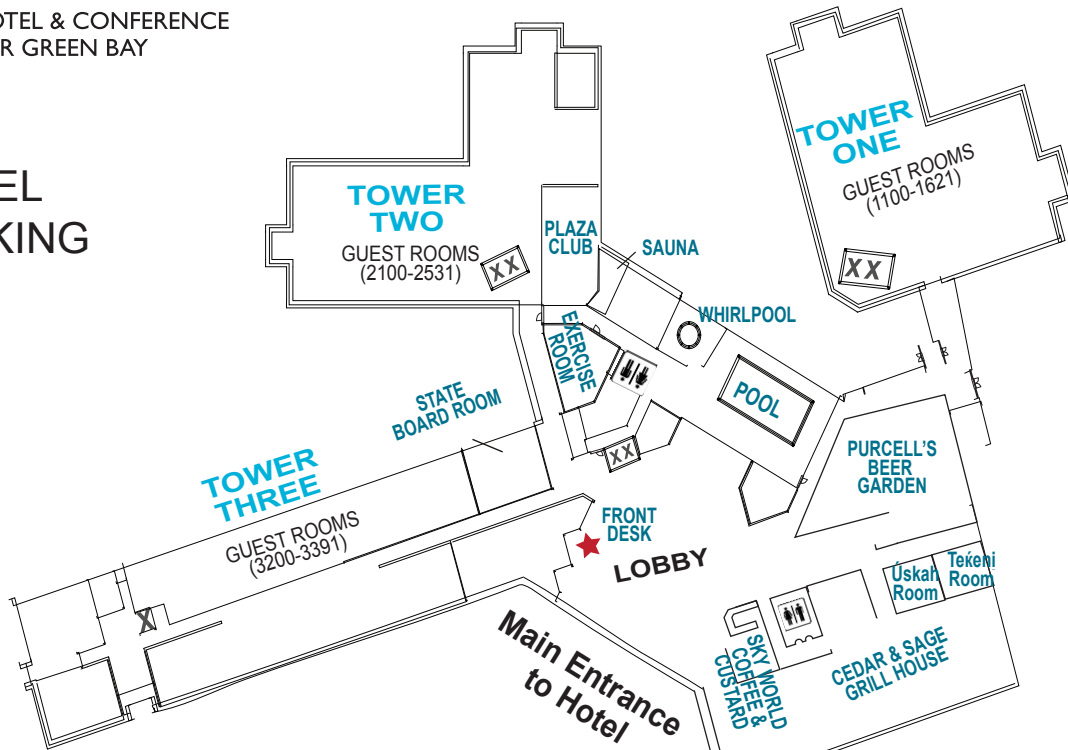 OTEL & CONFERENCE
R GREEN BAY
EL
KING
TOWER
ONE
GUEST ROOMS
(1100-1621)
TOWER
TWO
GUEST ROOMS
(2100-2531)
XX
XX
PLAZA
CLUB
SAUNA
WHIRLPOOL
EXERCISE
ROOM
POOL
STATE
BOARD ROOM
XX
PURCELL'S
BEER
GARDEN
TOWER
THREE
GUEST ROOMS
(3200-3391)
X
FRONT
DESK
LOBBY
Úskah
Room
Teḱeni
Room
Main Entrance
to Hotel
SKY WORLD
COFFEE &
CUSTARD
CEDAR & SAGE
GRILL HOUSE